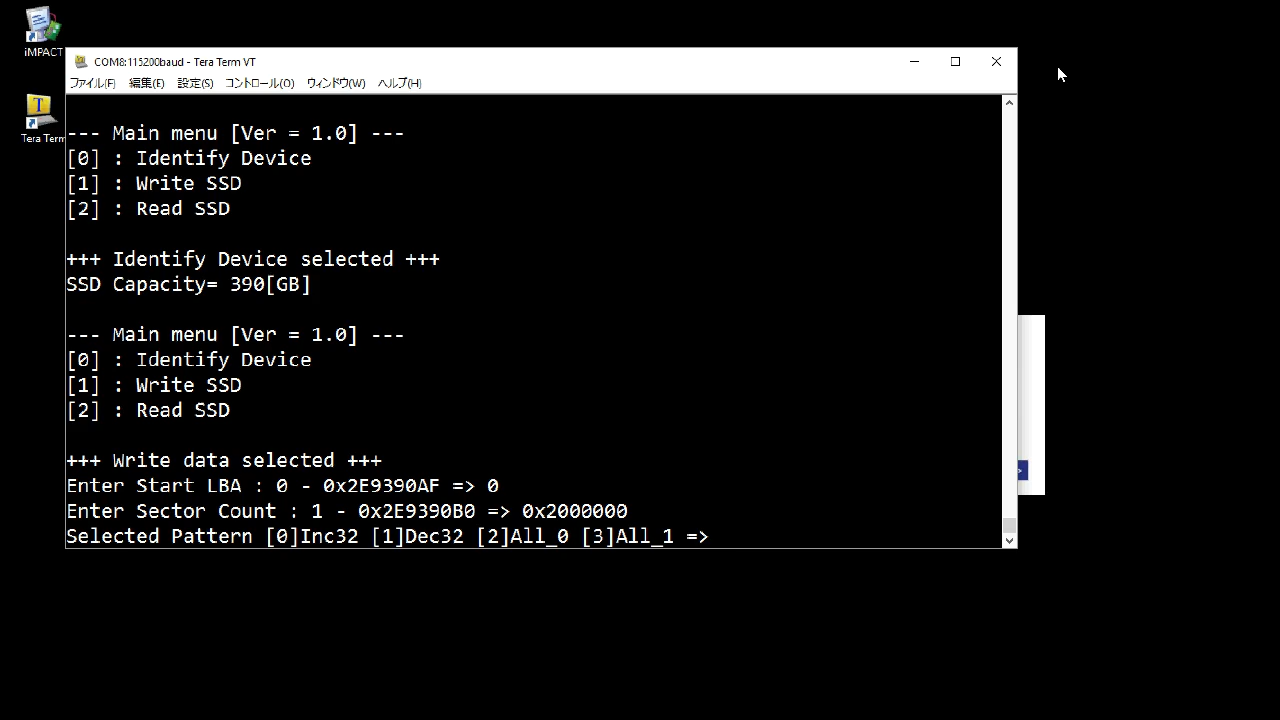 iMPACT
Tera Term
COM8:115200baud - Tera Term VT
ファイル(F) 編集(E) 設定(S) コントロール(O) ウィンドウ(W) ヘルプ(H)
--- Main menu [Ver = 1.0] ---
[0] : Identify Device
[1] : Write SSD
[2] : Read SSD
+++ Identify Device selected +++
SSD Capacity= 390[GB]
--- Main menu [Ver = 1.0] ---
[0] : Identify Device
[1] : Write SSD
[2] : Read SSD
+++ Write data selected +++
Enter Start LBA : 0 - 0x2E9390AF => 0
Enter Sector Count : 1 - 0x2E9390B0 => 0x2000000
Selected Pattern [0]Inc32 [1]Dec32 [2]All_0 [3]All_1 =>